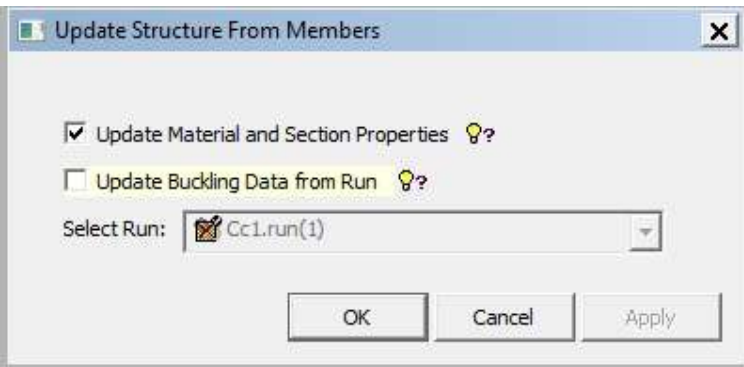 Update Structure From Members
Update Material and Section Properties ?
Update Buckling Data from Run ?
Select Run: Cc1.run(1)
OK Cancel Apply